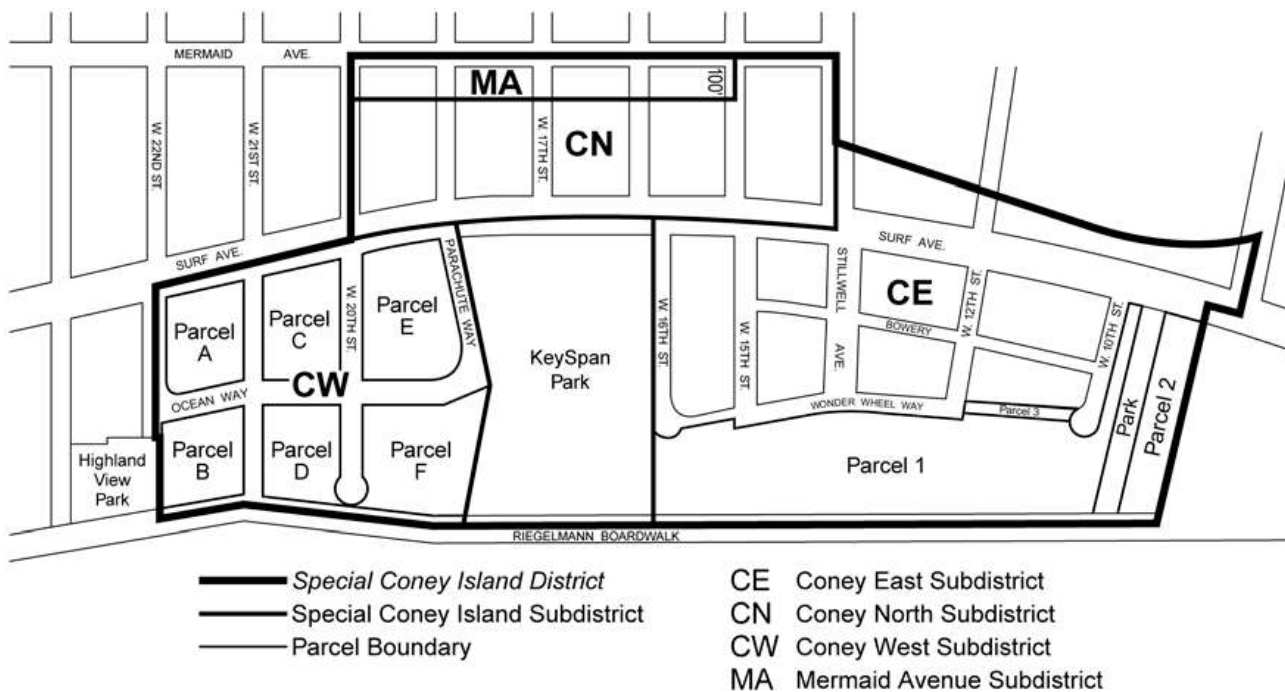 MERMAID AVE.
MA
100'
W. 22ND ST.
W. 21ST ST.
W. 17TH ST.
CN
SURF AVE.
SURF AVE.
PARACHUTE WAY
STILLWELL
AVE.
CE
W. 12TH ST.
W. 10TH ST.
BOWERY
Parcel
A
Parcel
C
W. 20TH ST.
Parcel
E
KeySpan
Park
W. 16TH ST.
W. 15TH ST.
CW
OCEAN WAY
WONDER WHEEL WAY
Parcel 3
Park
Parcel 2
Highland
View
Park
Parcel
B
Parcel
D
Parcel
F
Parcel 1
RIEGELMANN BOARDWALK
Special Coney Island District
Special Coney Island Subdistrict
Parcel Boundary
CE Coney East Subdistrict
CN Coney North Subdistrict
CW Coney West Subdistrict
MA Mermaid Avenue Subdistrict